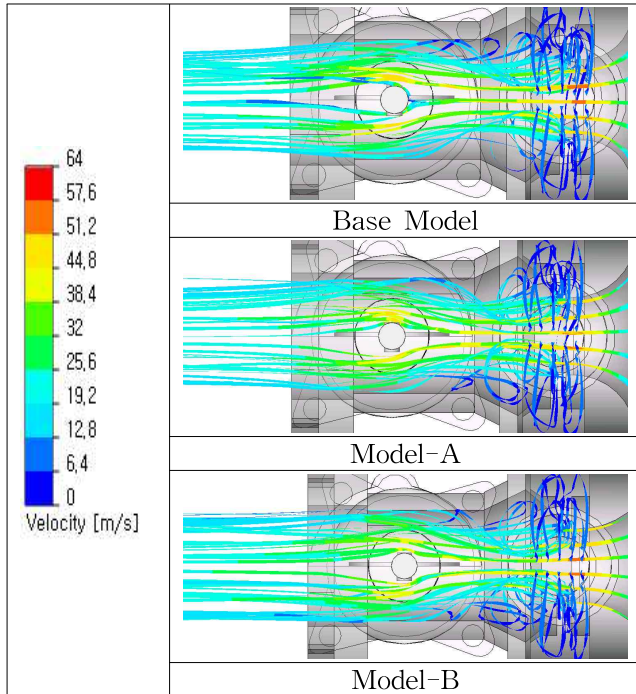 64
57,6
51,2
44,8
38,4
32
25,6
19,2
12,8
6,4
0
Velocity [m/s]
Base Model
Model-A
Model-B